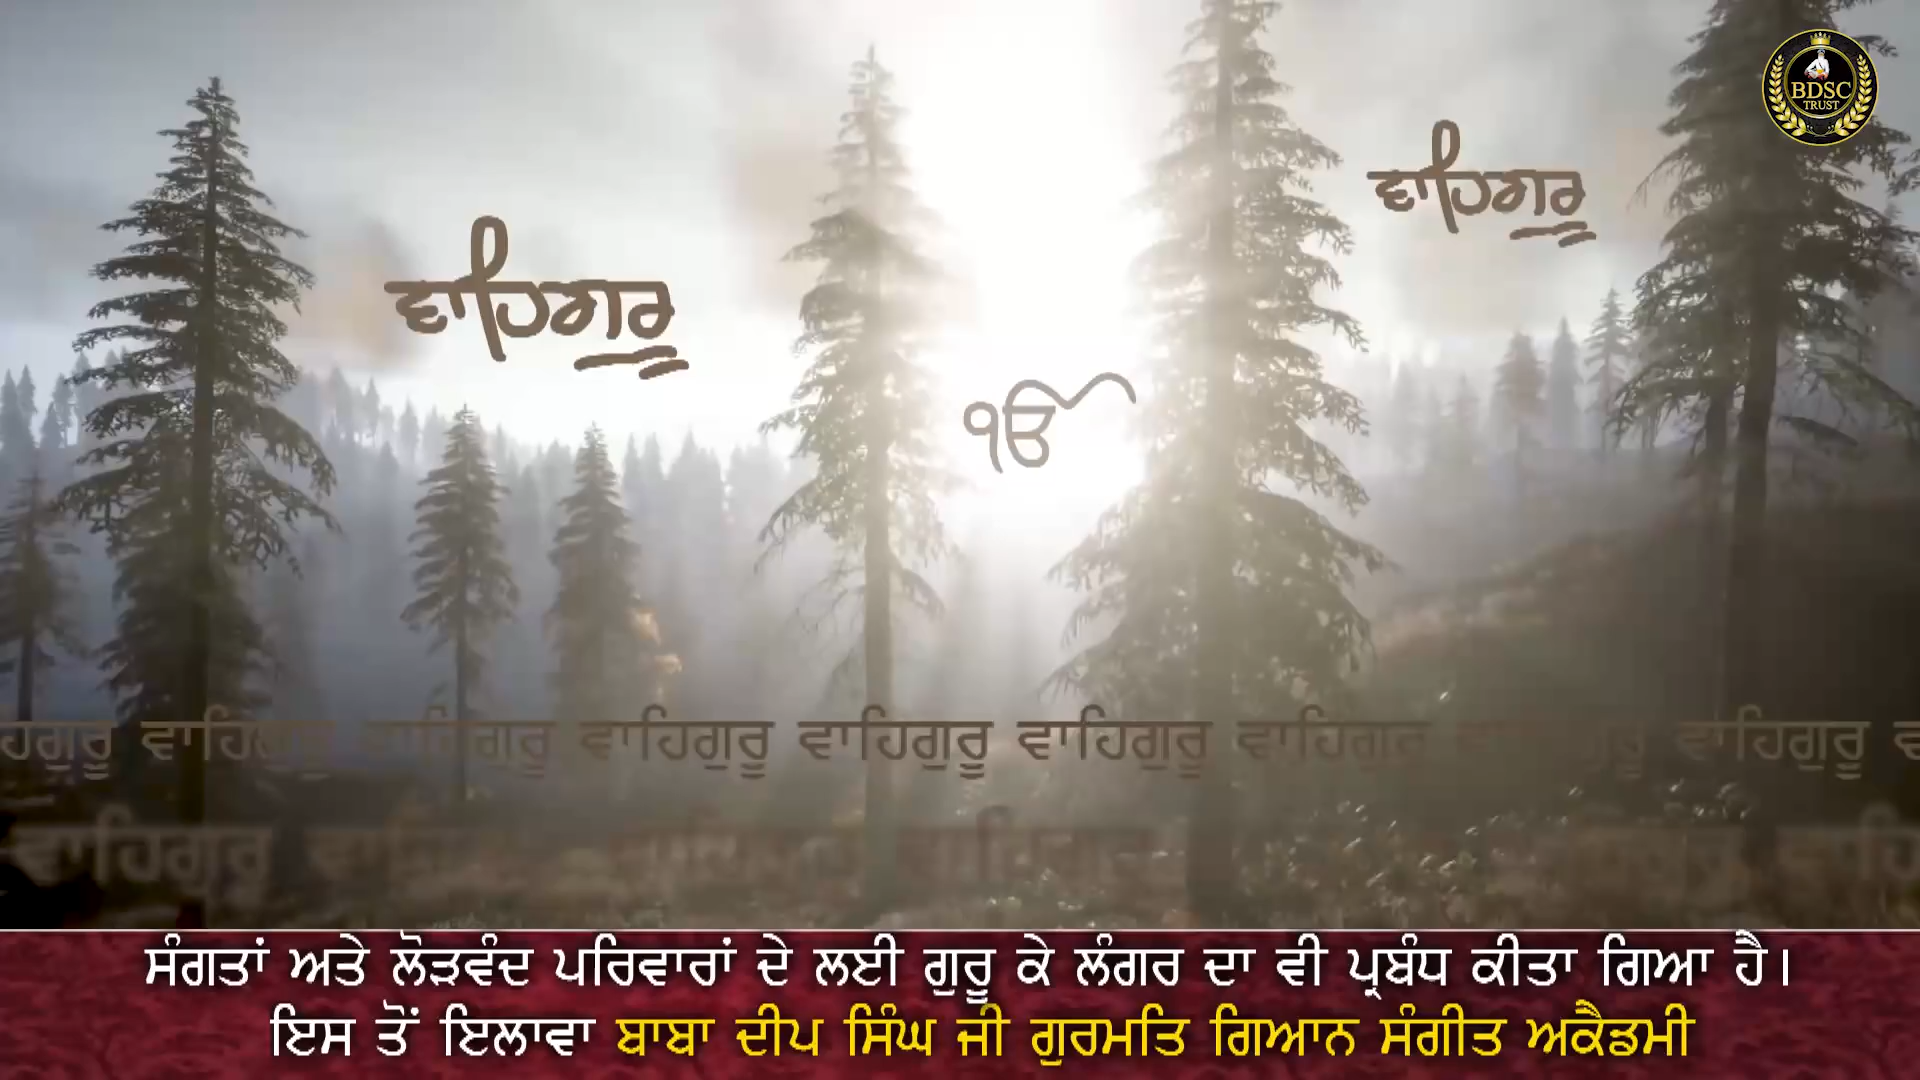 BDSC
TRUST
ਵਾਹਿਗੁਰੂ
ਵਾਹਿਗੁਰੂ
ੴ
ਹਿਗੁਰੂ ਵਾਹਿਗੁਰੂ ਵਾਹਿਗੁਰੂ ਵਾਹਿਗੁਰੂ ਵਾਹਿਗੁਰੂ ਵਾਹਿਗੁਰੂ ਵਾਹਿਗੁਰੂ ਵਾਹਿਗੁਰੂ ਵਾਹਿਗੁਰੂ
ਵਾਹਿਗੁਰੂ
ਸੰਗਤਾਂ ਅਤੇ ਲੋੜਵੰਦ ਪਰਿਵਾਰਾਂ ਦੇ ਲਈ ਗੁਰੂ ਕੇ ਲੰਗਰ ਦਾ ਵੀ ਪ੍ਰਬੰਧ ਕੀਤਾ ਗਿਆ ਹੈ।
ਇਸ ਤੋਂ ਇਲਾਵਾ ਬਾਬਾ ਦੀਪ ਸਿੰਘ ਜੀ ਗੁਰਮਤਿ ਗਿਆਨ ਸੰਗੀਤ ਅਕੈਡਮੀ